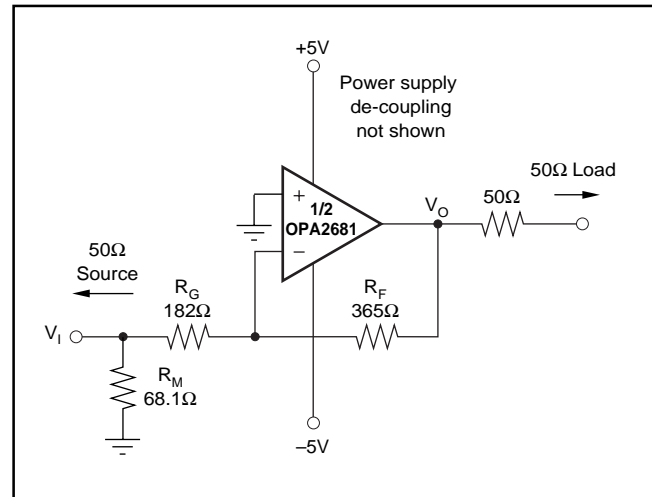 +5V
Power supply
de-coupling
not shown
+
1/2
OPA2681
–
50Ω Load
50Ω
V_O
50Ω
Source
R_G
182Ω
R_F
365Ω
V_I
R_M
68.1Ω
–5V